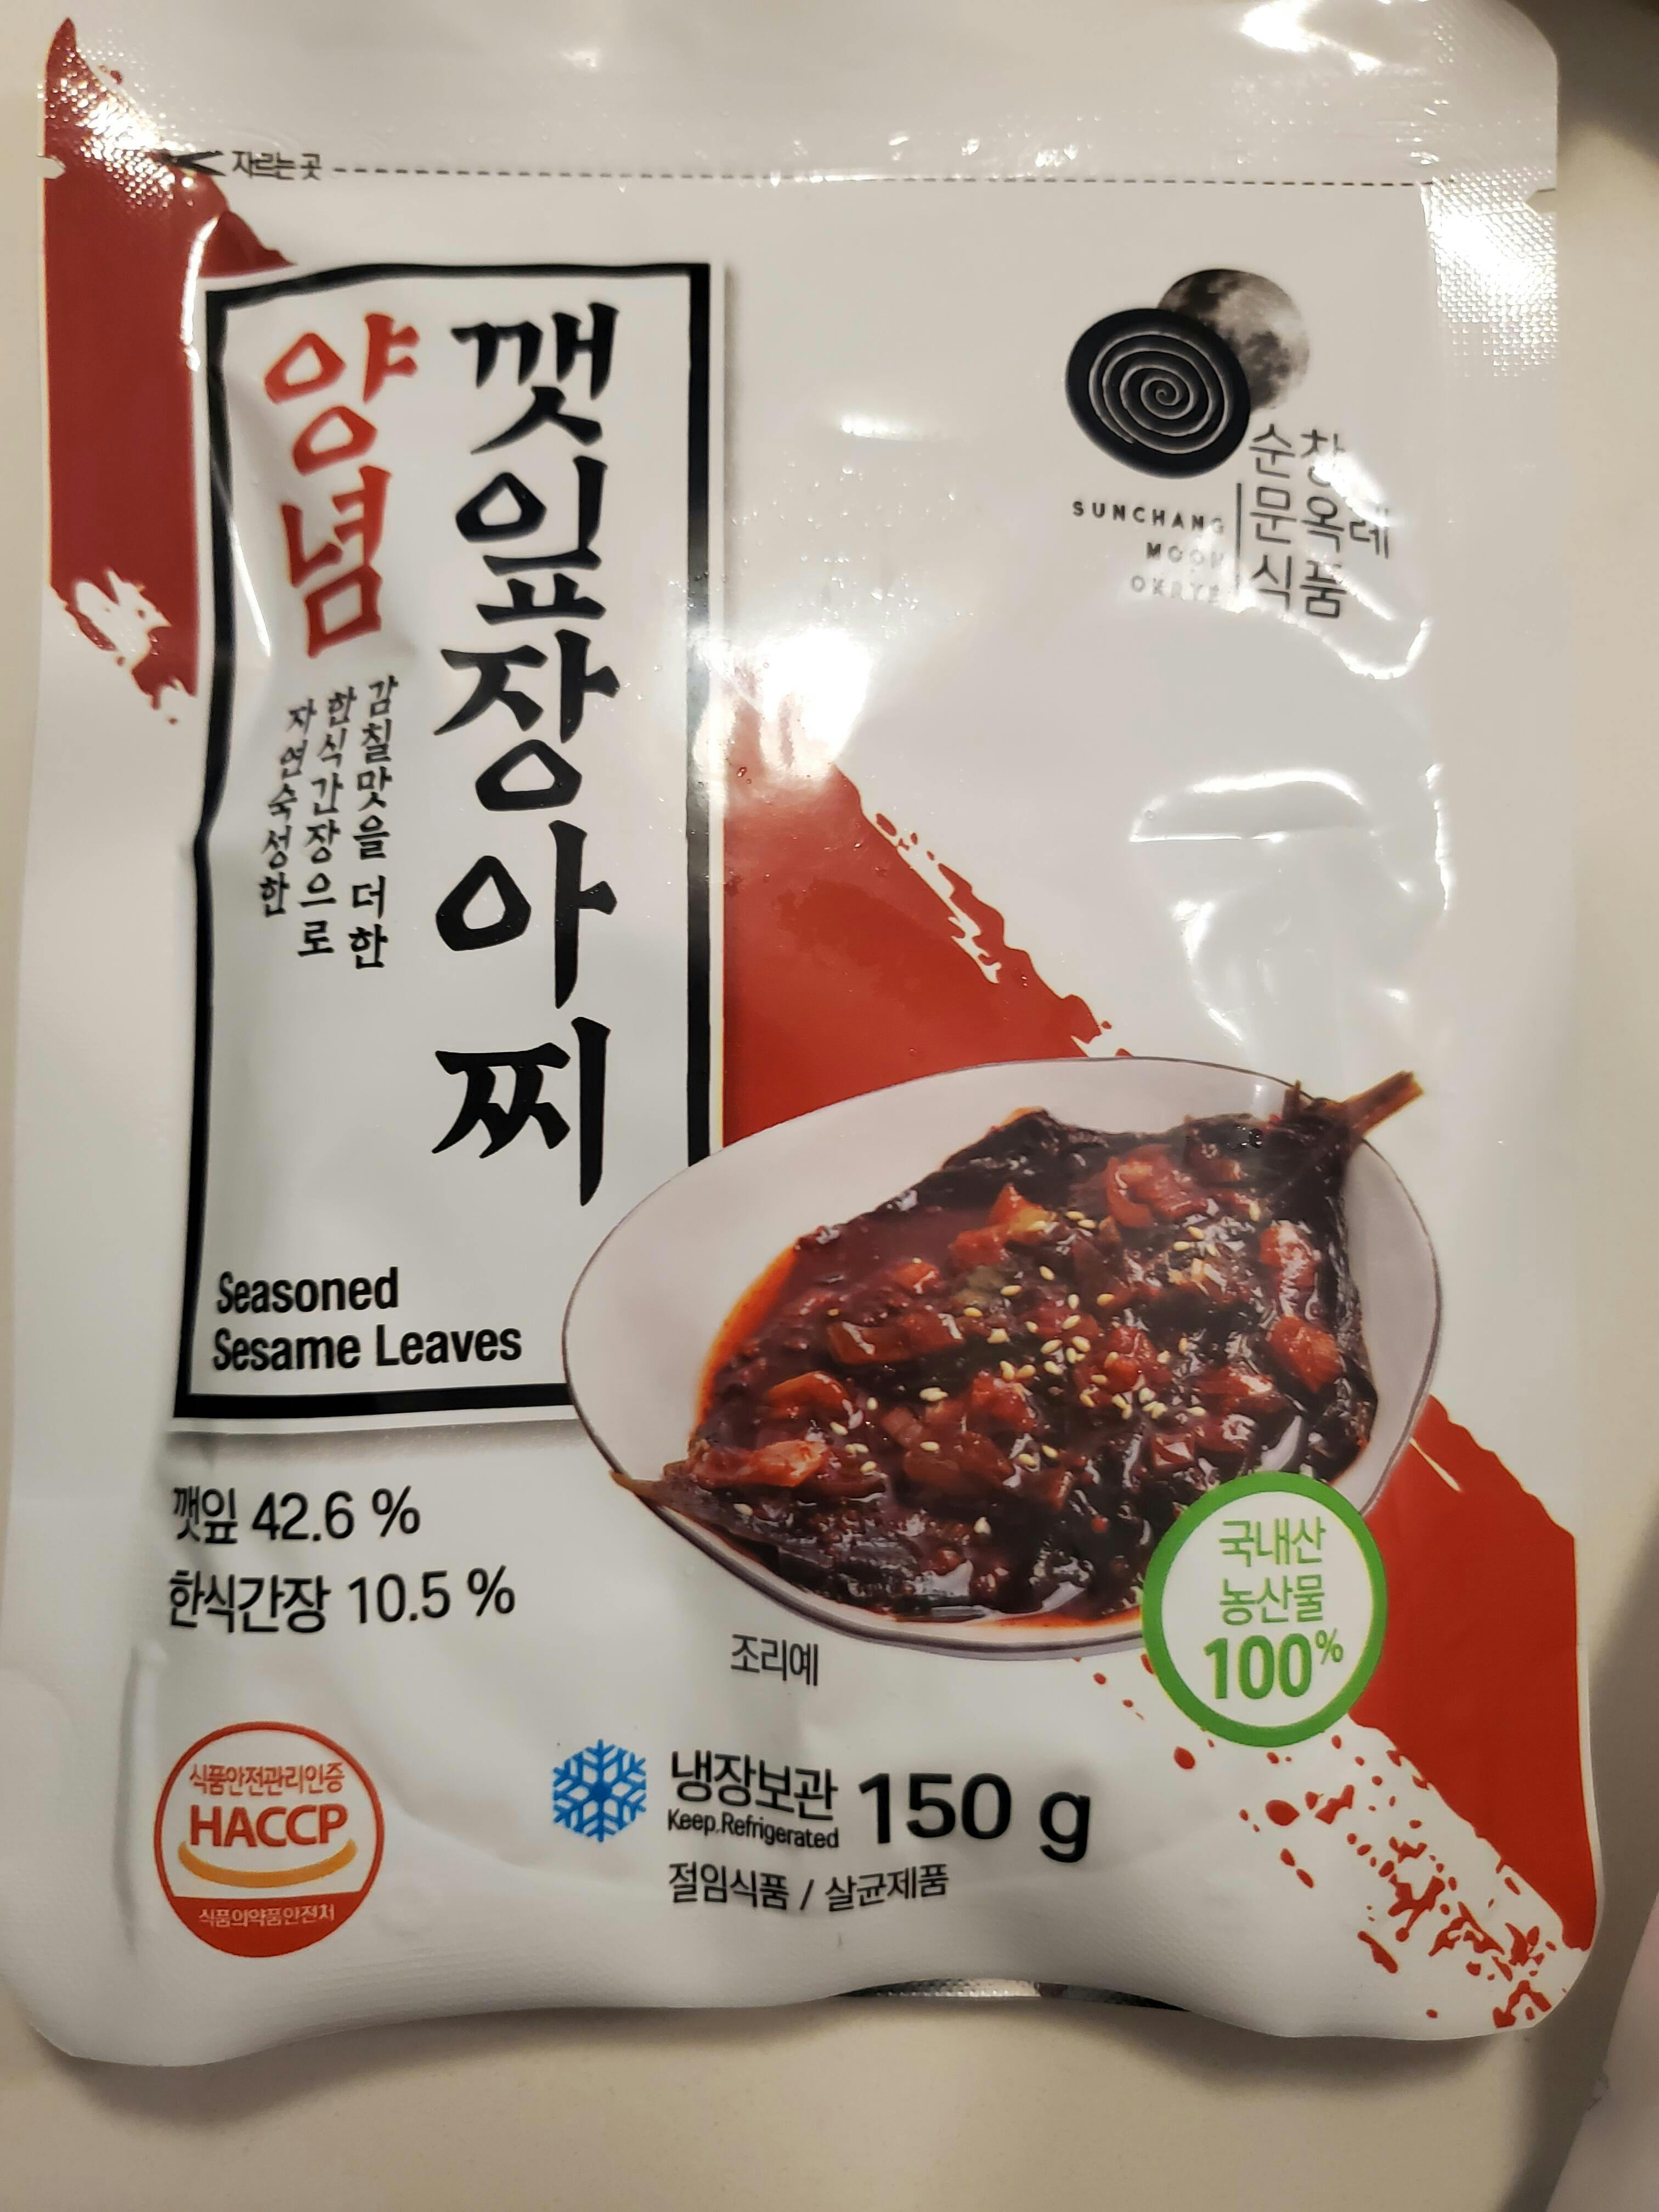 자르는곳
깻잎장아찌
양념
감칠맛을 더한
한식간장으로
자연숙성한
순창
문옥례
식품
SUNCHANG
MOON
OKRYE
Seasoned
Sesame Leaves
깻잎 42.6 %
한식간장 10.5 %
조리예
국내산
농산물
100%
식품안전관리인증
HACCP
식품의약품안전처
냉장보관 150 g
Keep.Refrigerated
절임식품 / 살균제품